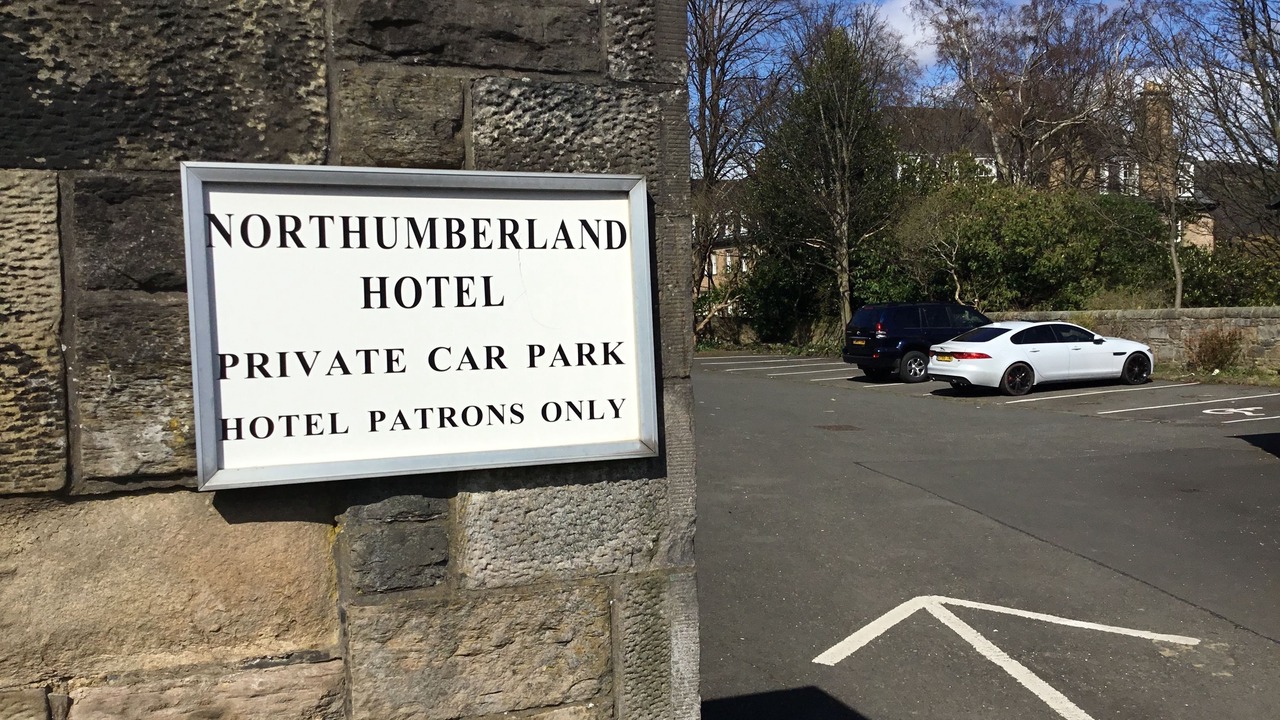 NORTHUMBERLAND
HOTEL
PRIVATE CAR PARK
HOTEL PATRONS ONLY